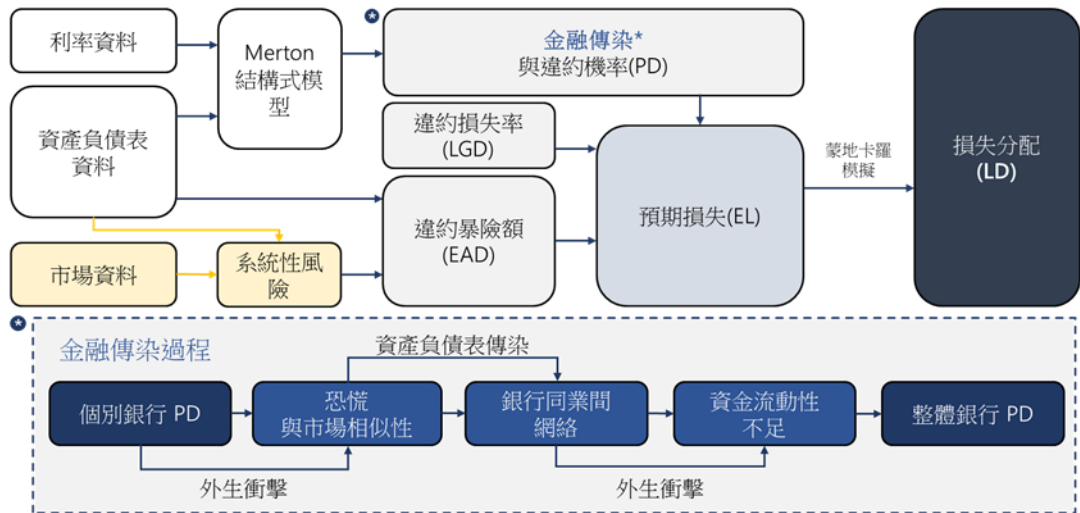 利率資料
Merton
結構式模
型
*
金融傳染*
與違約機率(PD)
資產負債表
資料
違約損失率
(LGD)
違約暴險額
(EAD)
預期損失(EL)
蒙地卡羅
模擬
損失分配
(LD)
市場資料
系統性風
險
*
金融傳染過程
資產負債表傳染
個別銀行 PD
恐慌
與市場相似性
銀行同業間
網絡
資金流動性
不足
整體銀行 PD
外生衝擊
外生衝擊